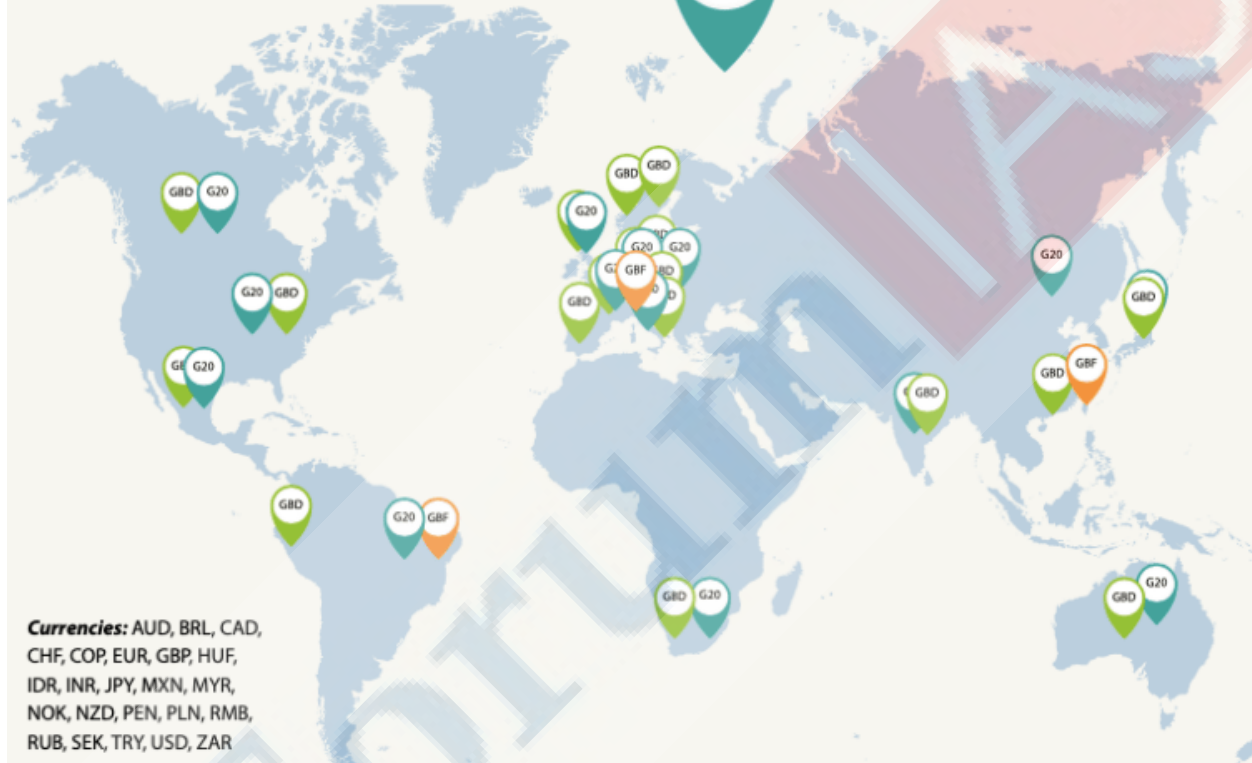 GBD
GBD
GBD G20
G20
G20 G20
G20
GBF
G20 GBD
GBD
GBD
G20
GBD GBF
GBD
G20
GBD
GBD
G20 GBF
G20
GBD G20
GBD
Currencies: AUD, BRL, CAD,
CHF, COP, EUR, GBP, HUF,
IDR, INR, JPY, MXN, MYR,
NOK, NZD, PEN, PLN, RMB,
RUB, SEK, TRY, USD, ZAR